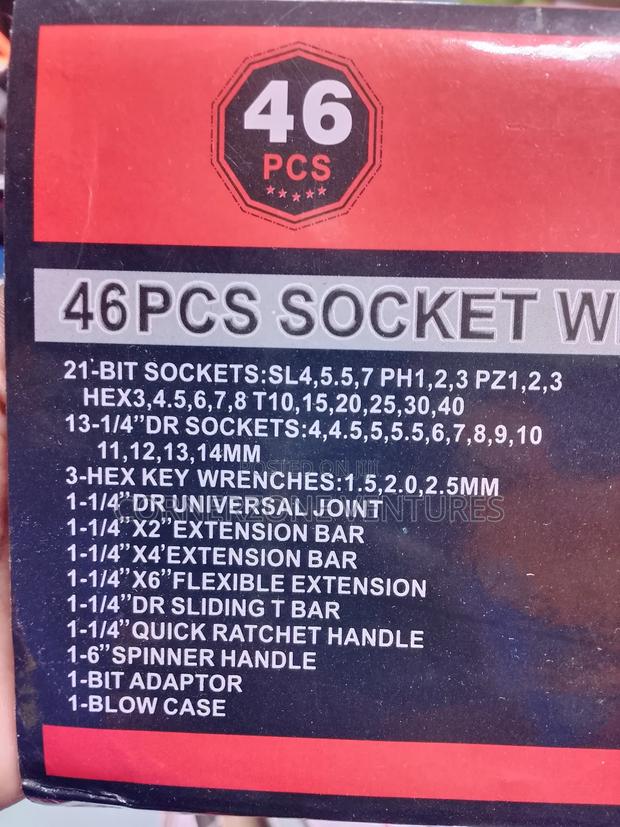 46
PCS
46PCS SOCKET W
21-BIT SOCKETS:SL4,5.5,7 PH1,2,3 PZ1,2,3
HEX3,4.5,6,7,8 T10,15,20,25,30,40
13-1/4”DR SOCKETS:4,4.5,5,5.5,6,7,8,9,10
11,12,13,14MM
POSTED ON JIJI
3-HEX KEY WRENCHES:1.5,2.0,2.5MM
1-1/4”DR UNIVERSAL JOINT
CORNERZONE VENTURES
1-1/4”X2”EXTENSION BAR
1-1/4”X4’EXTENSION BAR
1-1/4”X6”FLEXIBLE EXTENSION
1-1/4”DR SLIDING T BAR
1-1/4”QUICK RATCHET HANDLE
1-6”SPINNER HANDLE
1-BIT ADAPTOR
1-BLOW CASE